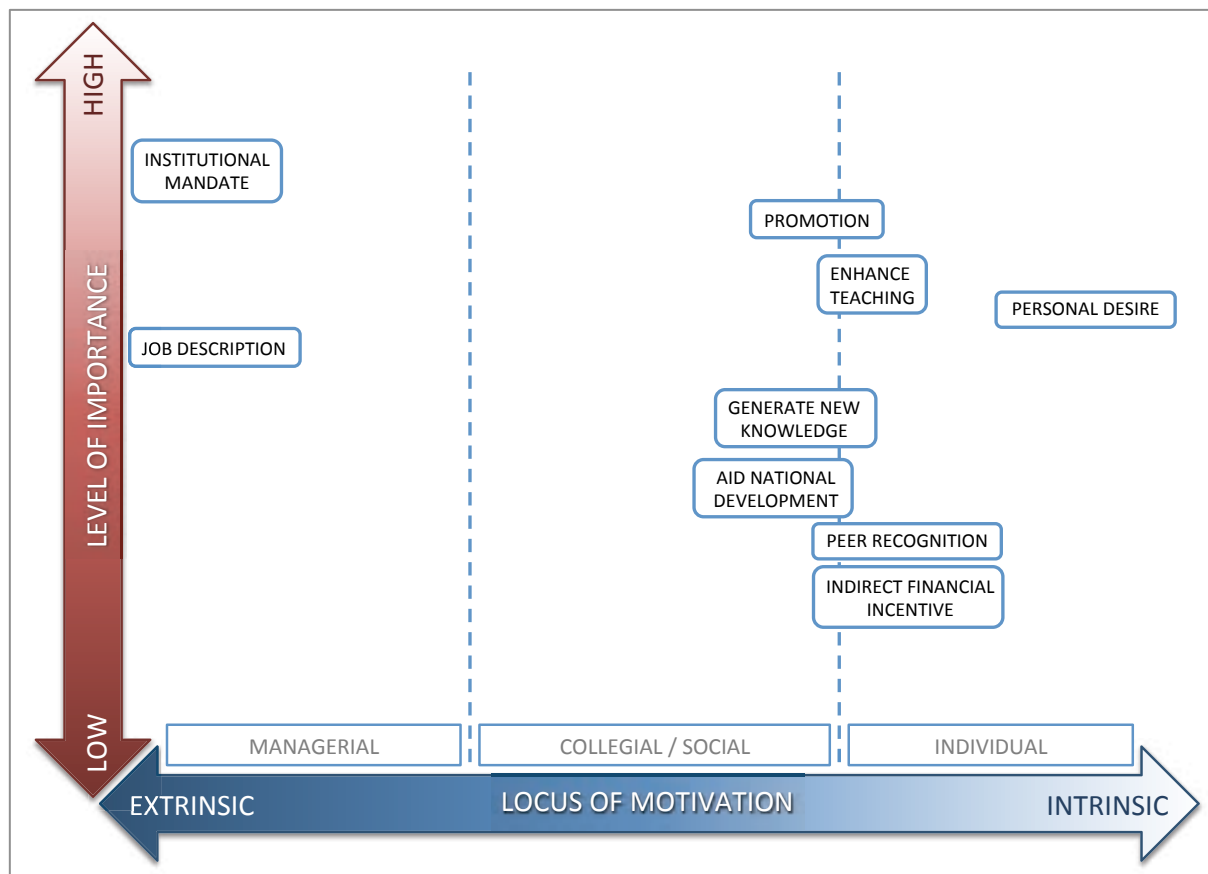 HIGH
INSTITUTIONAL
MANDATE
PROMOTION
ENHANCE
TEACHING
PERSONAL DESIRE
JOB DESCRIPTION
LEVEL OF IMPORTANCE
GENERATE NEW
KNOWLEDGE
AID NATIONAL
DEVELOPMENT
PEER RECOGNITION
INDIRECT FINANCIAL
INCENTIVE
LOW
MANAGERIAL
COLLEGIAL / SOCIAL
INDIVIDUAL
EXTRINSIC
LOCUS OF MOTIVATION
INTRINSIC